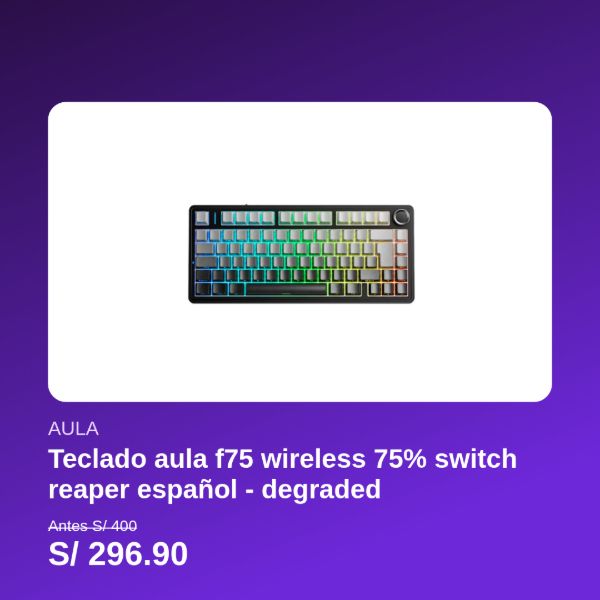 AULA
Teclado aula f75 wireless 75% switch
reaper español - degraded
Antes S/ 400
S/ 296.90